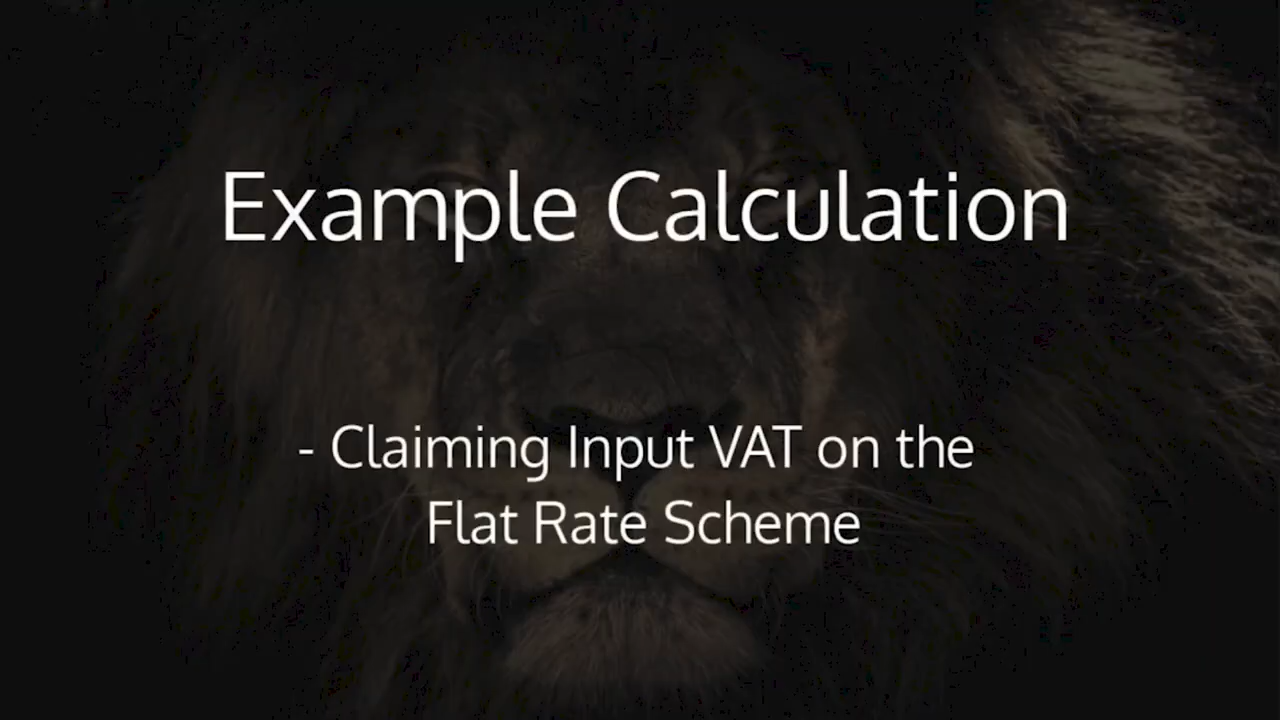 Example Calculation
- Claiming Input VAT on the
Flat Rate Scheme